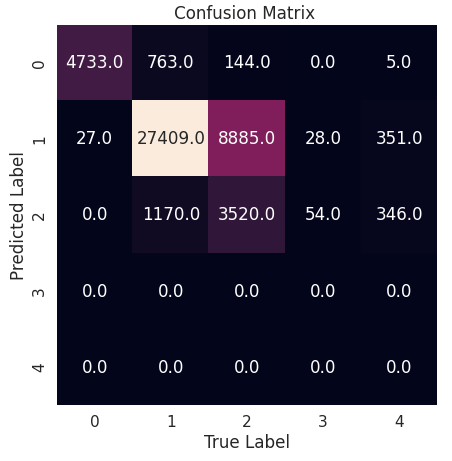 Confusion Matrix
Predicted Label
0 4733.0 763.0 144.0 0.0 5.0
1 27.0 27409.0 8885.0 28.0 351.0
2 0.0 1170.0 3520.0 54.0 346.0
3 0.0 0.0 0.0 0.0 0.0
4 0.0 0.0 0.0 0.0 0.0
0 1 2 3 4
True Label